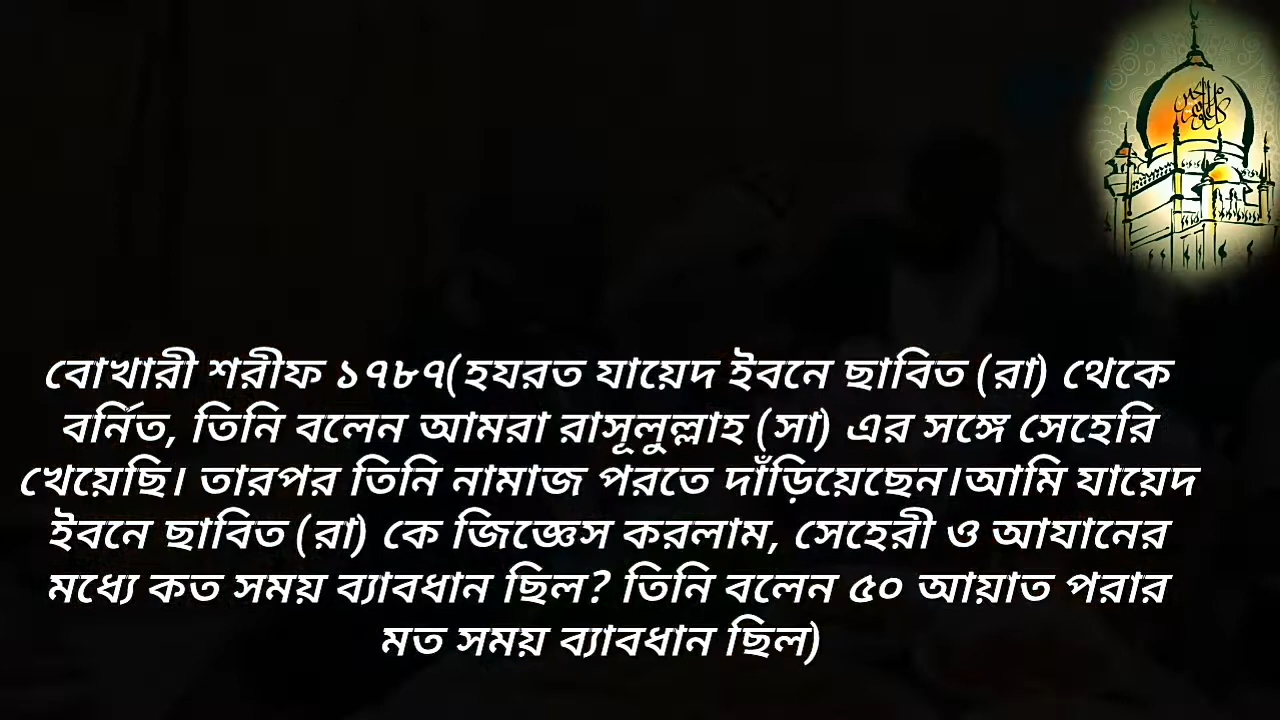 বোখারী শরীফ ১৭৮৭(হযরত যায়েদ ইবনে ছাবিত (রা) থেকে
বর্নিত, তিনি বলেন আমরা রাসূলুল্লাহ (সা) এর সঙ্গে সেহেরি
খেয়েছি। তারপর তিনি নামাজ পরতে দাঁড়িয়েছেন।আমি যায়েদ
ইবনে ছাবিত (রা) কে জিজ্ঞেস করলাম, সেহেরী ও আযানের
মধ্যে কত সময় ব্যাবধান ছিল? তিনি বলেন ৫০ আয়াত পরার
মত সময় ব্যাবধান ছিল)